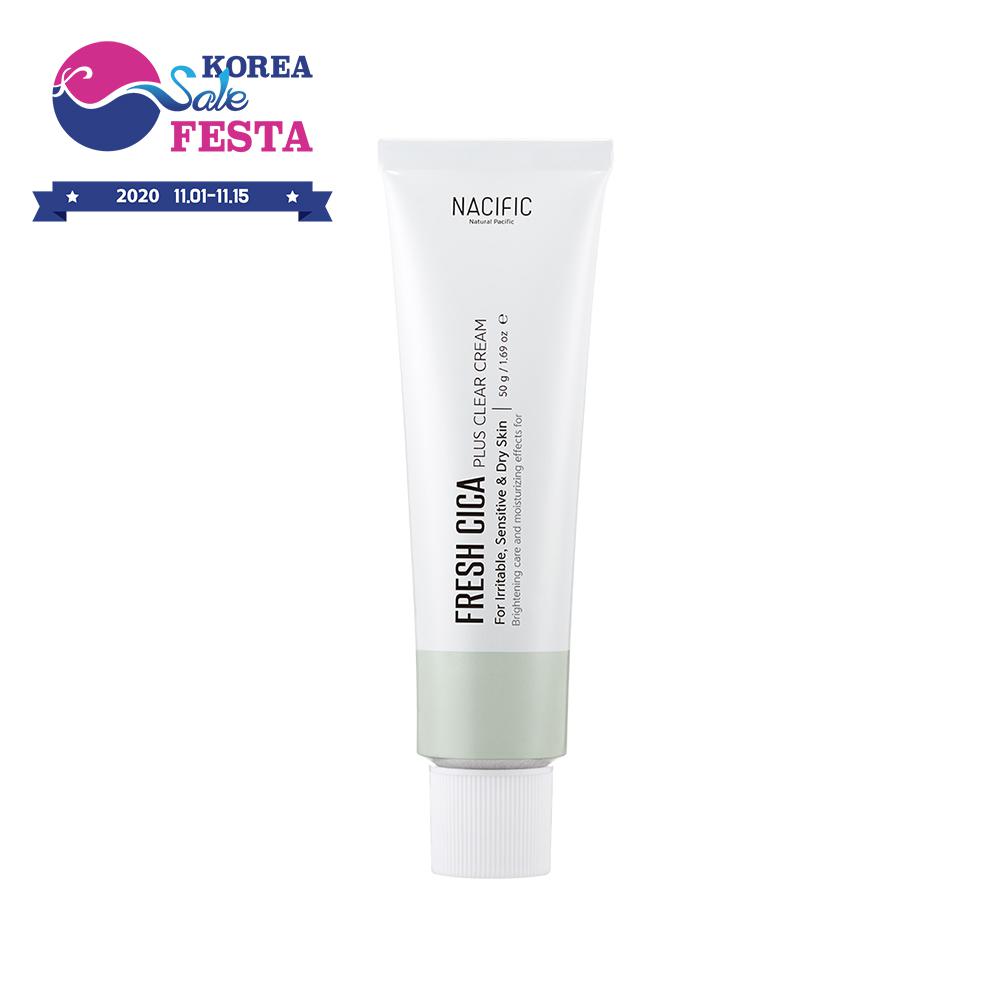 KOREA
Sale
FESTA
2020 11.01-11.15
NACIFIC
Natural Pacific
FRESH CICA PLUS CLEAR CREAM
For Irritable, Sensitive & Dry Skin | 50 g / 1.69 oz ℮
Brightening care and moisturizing effects for